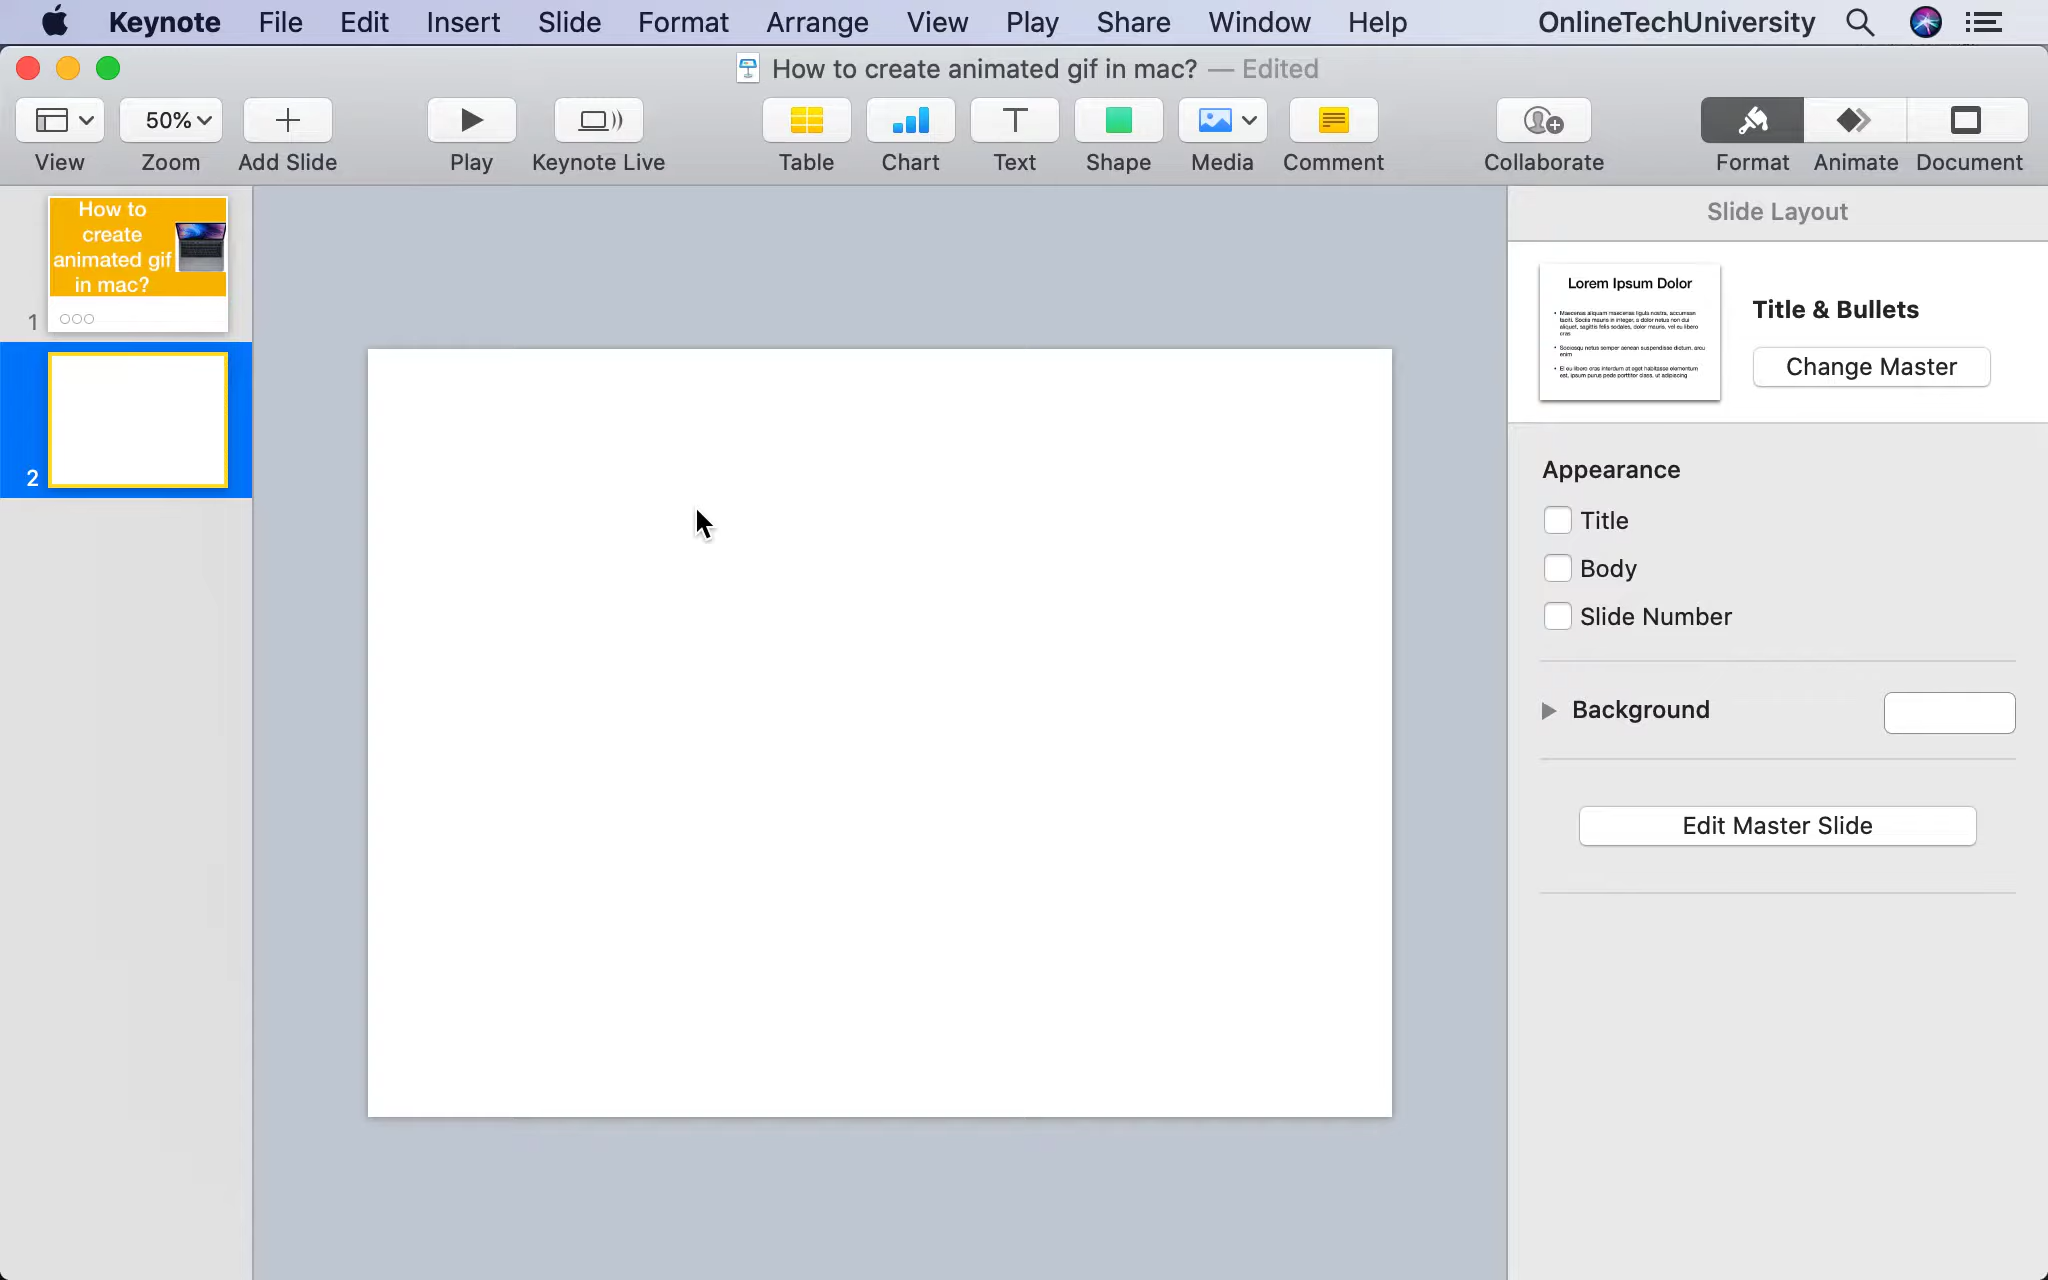 Keynote File Edit Insert Slide Format Arrange View Play Share Window Help OnlineTechUniversity
How to create animated gif in mac? — Edited
50%
View Zoom Add Slide Play Keynote Live Table Chart Text Shape Media Comment Collaborate Format Animate Document
How to
create
animated gif
in mac?
1
2
Slide Layout
Lorem Ipsum Dolor
Title & Bullets
Change Master
Appearance
Title
Body
Slide Number
Background
Edit Master Slide